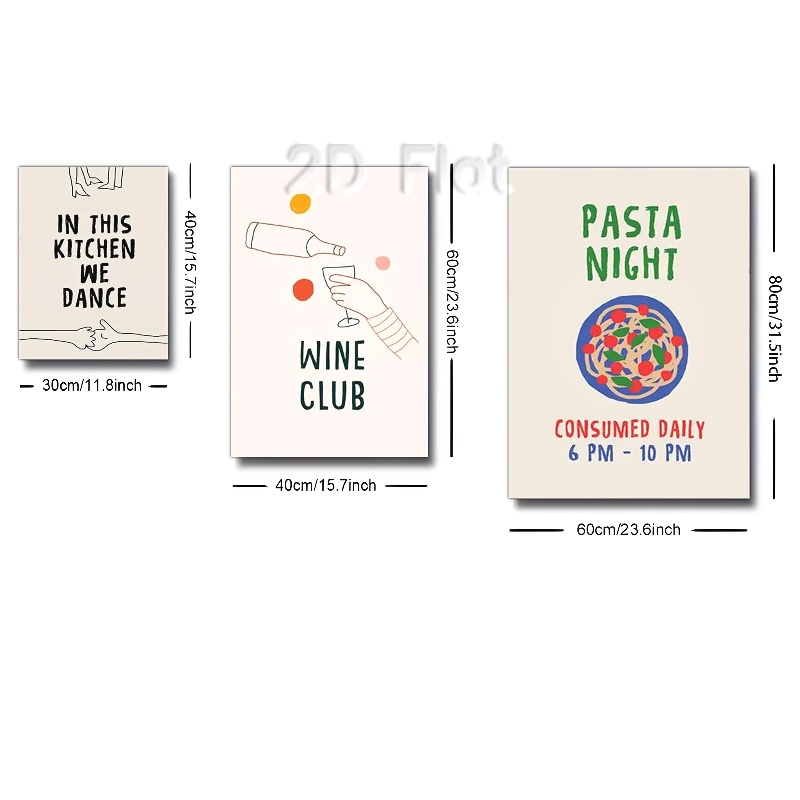 2D Flat
IN THIS
KITCHEN
WE
DANCE
40cm/15.7inch
30cm/11.8inch
WINE
CLUB
60cm/23.6inch
40cm/15.7inch
PASTA
NIGHT
CONSUMED DAILY
6 PM - 10 PM
80cm/31.5inch
60cm/23.6inch